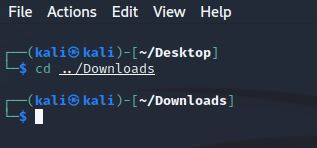 File Actions Edit View Help
┌──(kali㉿kali)-[~/Desktop]
└─$ cd ../Downloads
┌──(kali㉿kali)-[~/Downloads]
└─$